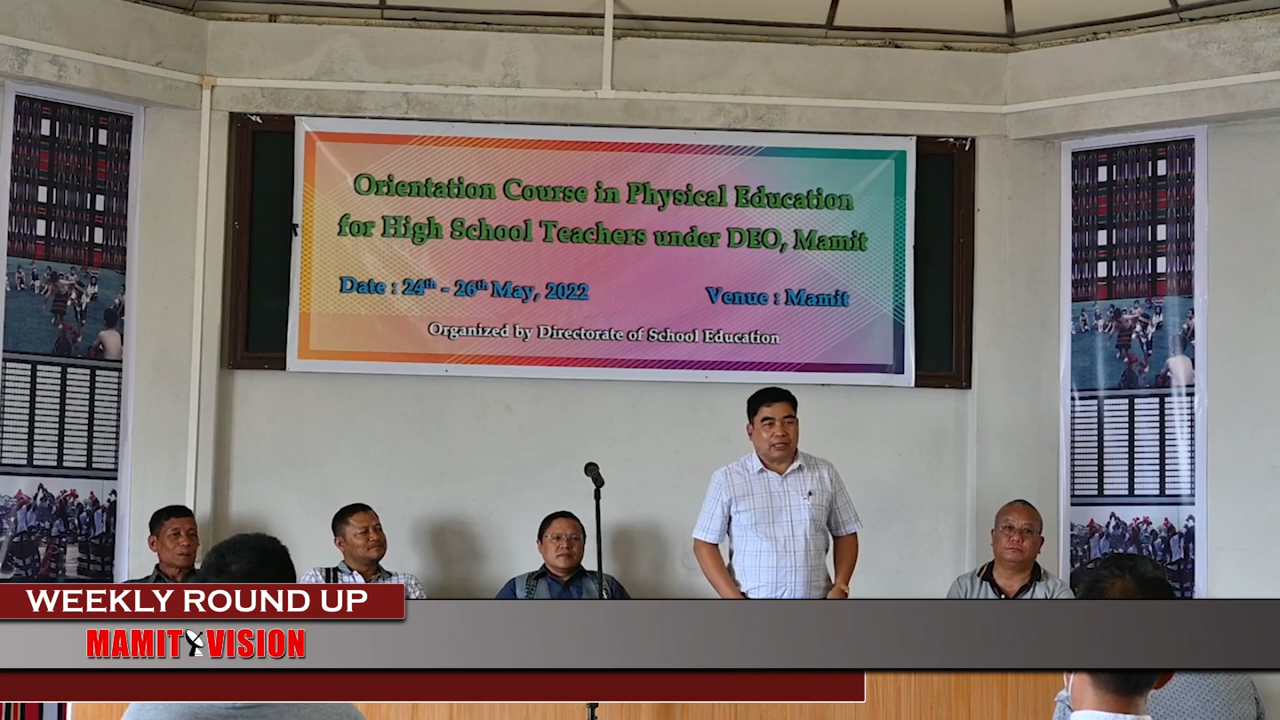 Orientation Course in Physical Education
for High School Teachers under DEO, Mamit
Date : 24th - 26th May, 2022 Venue : Mamit
Organized by Directorate of School Education
WEEKLY ROUND UP
MAMIT VISION